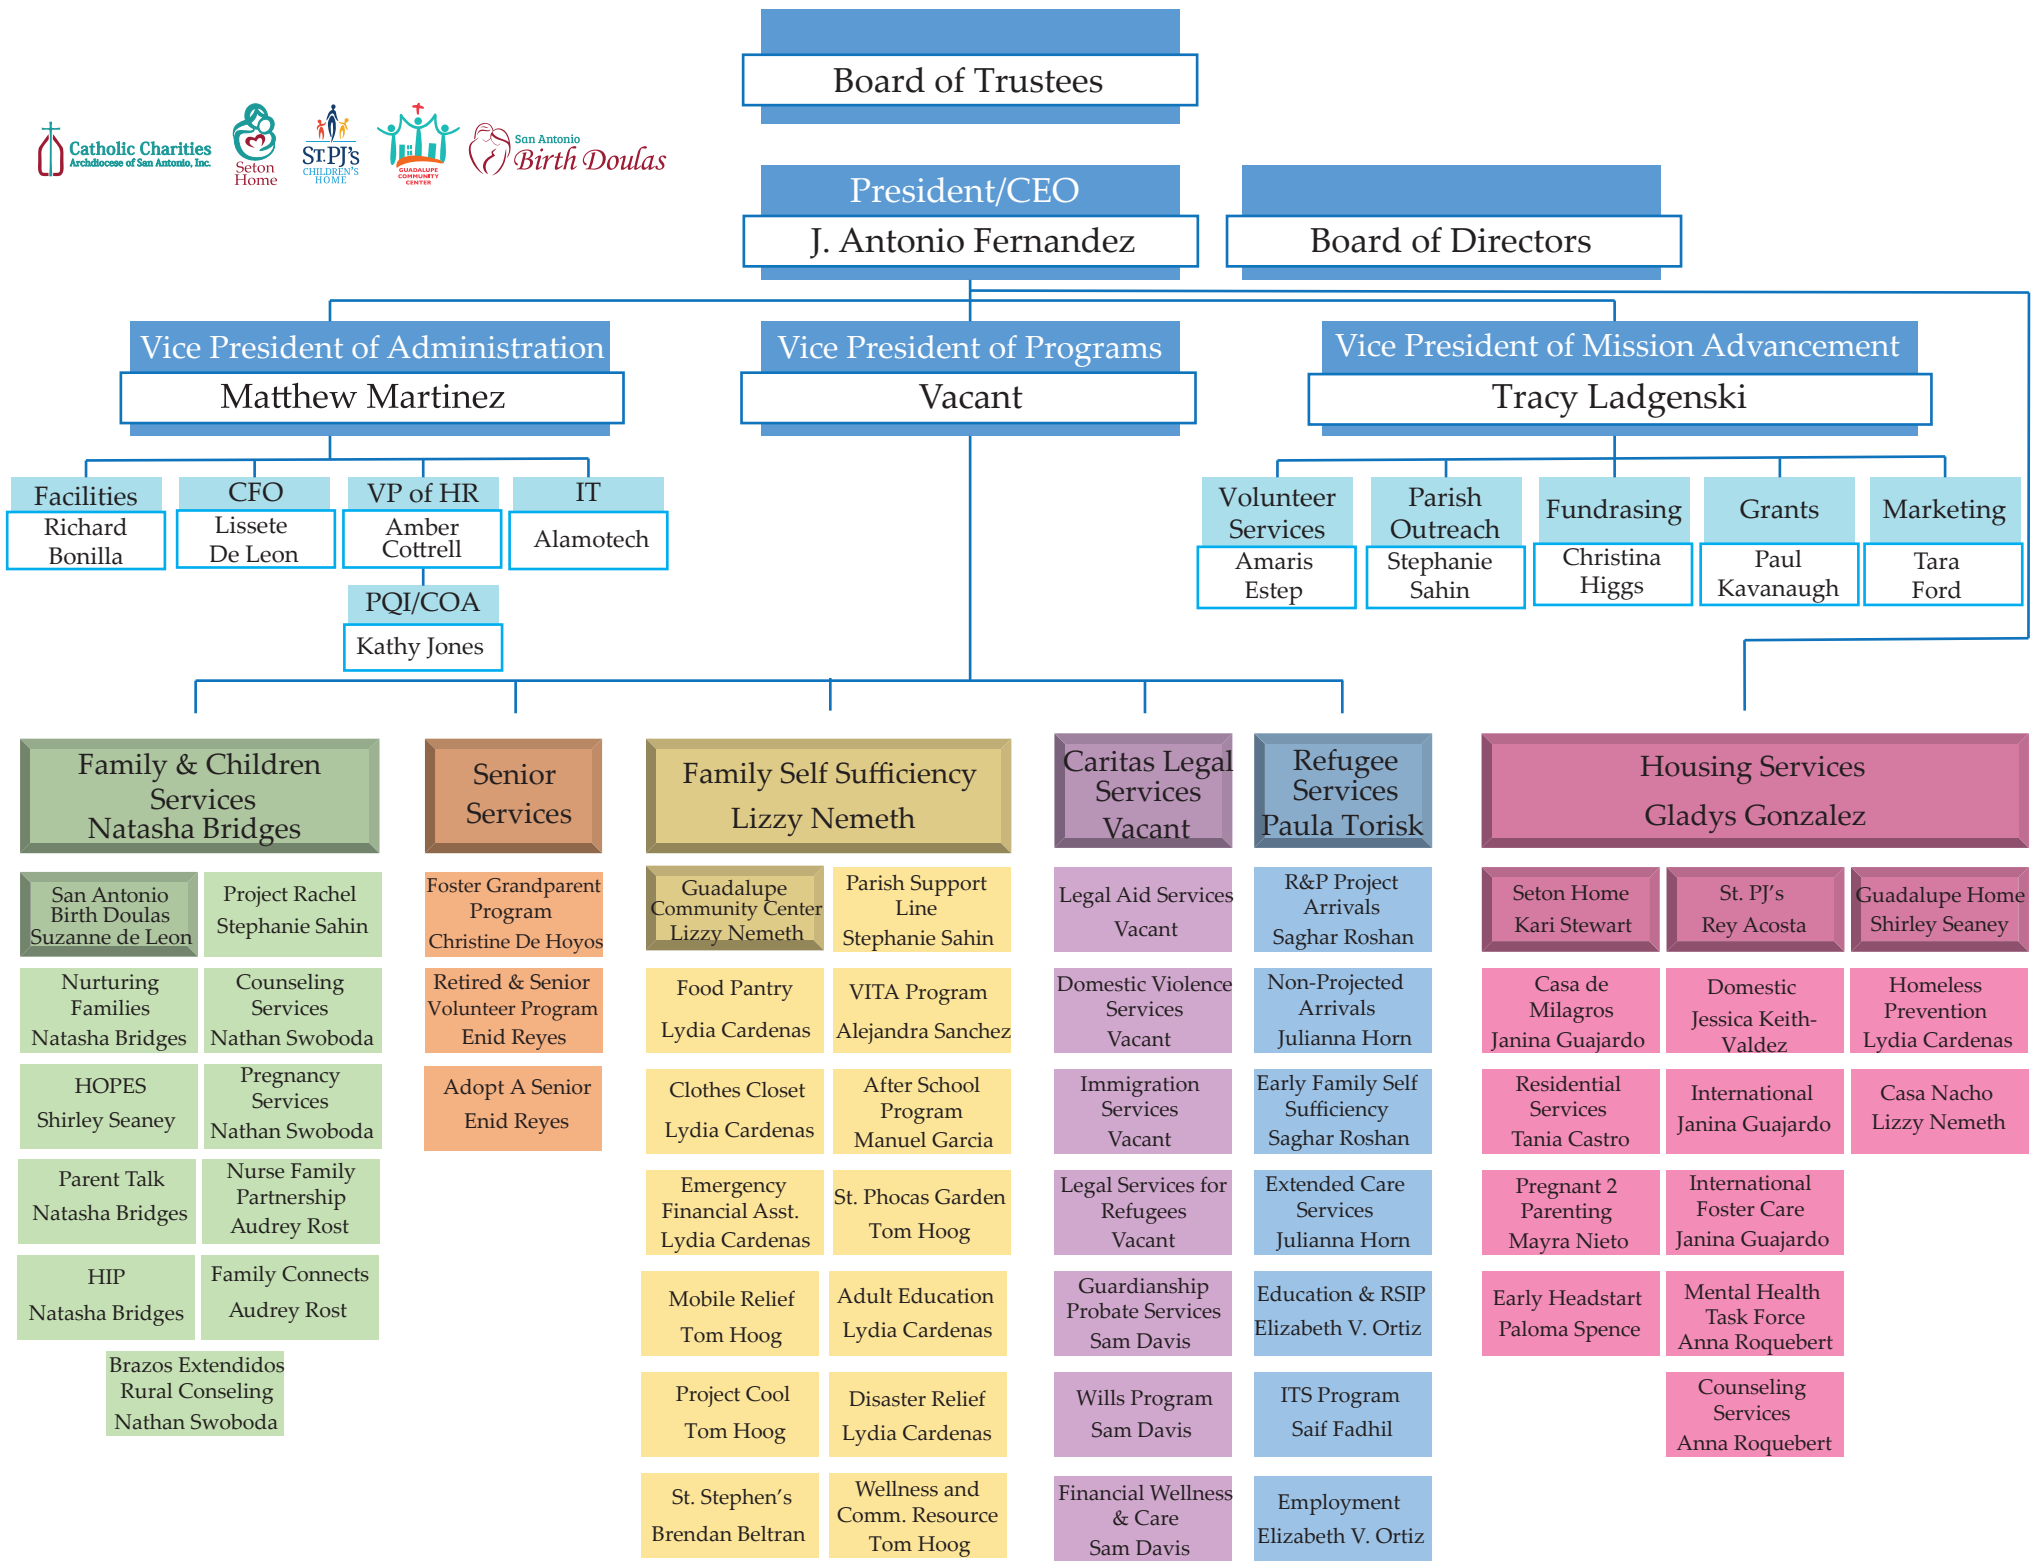 Board of Trustees
Catholic Charities
Archdiocese of San Antonio, Inc.
Seton
Home
ST.PJ's
CHILDREN'S
HOME
GUADALUPE
COMMUNITY
CENTER
San Antonio
Birth Doulas
President/CEO
J. Antonio Fernandez
Board of Directors
Vice President of Administration
Matthew Martinez
Vice President of Programs
Vacant
Vice President of Mission Advancement
Tracy Ladgenski
Facilities
Richard
Bonilla
CFO
Lissete
De Leon
VP of HR
Amber
Cottrell
IT
Alamotech
PQI/COA
Kathy Jones
Volunteer
Services
Amaris
Estep
Parish
Outreach
Stephanie
Sahin
Fundrasing
Christina
Higgs
Grants
Paul
Kavanaugh
Marketing
Tara
Ford
Family & Children
Services
Natasha Bridges
San Antonio
Birth Doulas
Suzanne de Leon
Project Rachel
Stephanie Sahin
Nurturing
Families
Natasha Bridges
Counseling
Services
Nathan Swoboda
HOPES
Shirley Seaney
Pregnancy
Services
Nathan Swoboda
Parent Talk
Natasha Bridges
Nurse Family
Partnership
Audrey Rost
HIP
Natasha Bridges
Family Connects
Audrey Rost
Brazos Extendidos
Rural Conseling
Nathan Swoboda
Senior
Services
Foster Grandparent
Program
Christine De Hoyos
Retired & Senior
Volunteer Program
Enid Reyes
Adopt A Senior
Enid Reyes
Family Self Sufficiency
Lizzy Nemeth
Guadalupe
Community Center
Lizzy Nemeth
Parish Support
Line
Stephanie Sahin
Food Pantry
Lydia Cardenas
VITA Program
Alejandra Sanchez
Clothes Closet
Lydia Cardenas
After School
Program
Manuel Garcia
Emergency
Financial Asst.
Lydia Cardenas
St. Phocas Garden
Tom Hoog
Mobile Relief
Tom Hoog
Adult Education
Lydia Cardenas
Project Cool
Tom Hoog
Disaster Relief
Lydia Cardenas
St. Stephen's
Brendan Beltran
Wellness and
Comm. Resource
Tom Hoog
Caritas Legal
Services
Vacant
Legal Aid Services
Vacant
Domestic Violence
Services
Vacant
Immigration
Services
Vacant
Legal Services for
Refugees
Vacant
Guardianship
Probate Services
Sam Davis
Wills Program
Sam Davis
Financial Wellness
& Care
Sam Davis
Refugee
Services
Paula Torisk
R&P Project
Arrivals
Saghar Roshan
Non-Projected
Arrivals
Julianna Horn
Early Family Self
Sufficiency
Saghar Roshan
Extended Care
Services
Julianna Horn
Education & RSIP
Elizabeth V. Ortiz
ITS Program
Saif Fadhil
Employment
Elizabeth V. Ortiz
Housing Services
Gladys Gonzalez
Seton Home
Kari Stewart
St. PJ's
Rey Acosta
Guadalupe Home
Shirley Seaney
Casa de
Milagros
Janina Guajardo
Domestic
Jessica Keith-
Valdez
Homeless
Prevention
Lydia Cardenas
Residential
Services
Tania Castro
International
Janina Guajardo
Casa Nacho
Lizzy Nemeth
Pregnant 2
Parenting
Mayra Nieto
International
Foster Care
Janina Guajardo
Early Headstart
Paloma Spence
Mental Health
Task Force
Anna Roquebert
Counseling
Services
Anna Roquebert